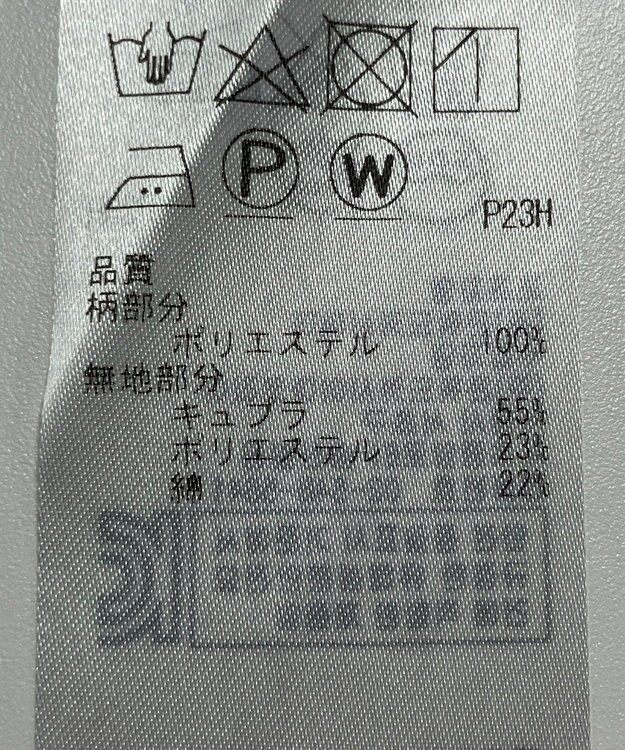 P W
P23H
品質
柄部分
ポリエステル 100%
無地部分
キュプラ 55%
ポリエステル 23%
綿 22%